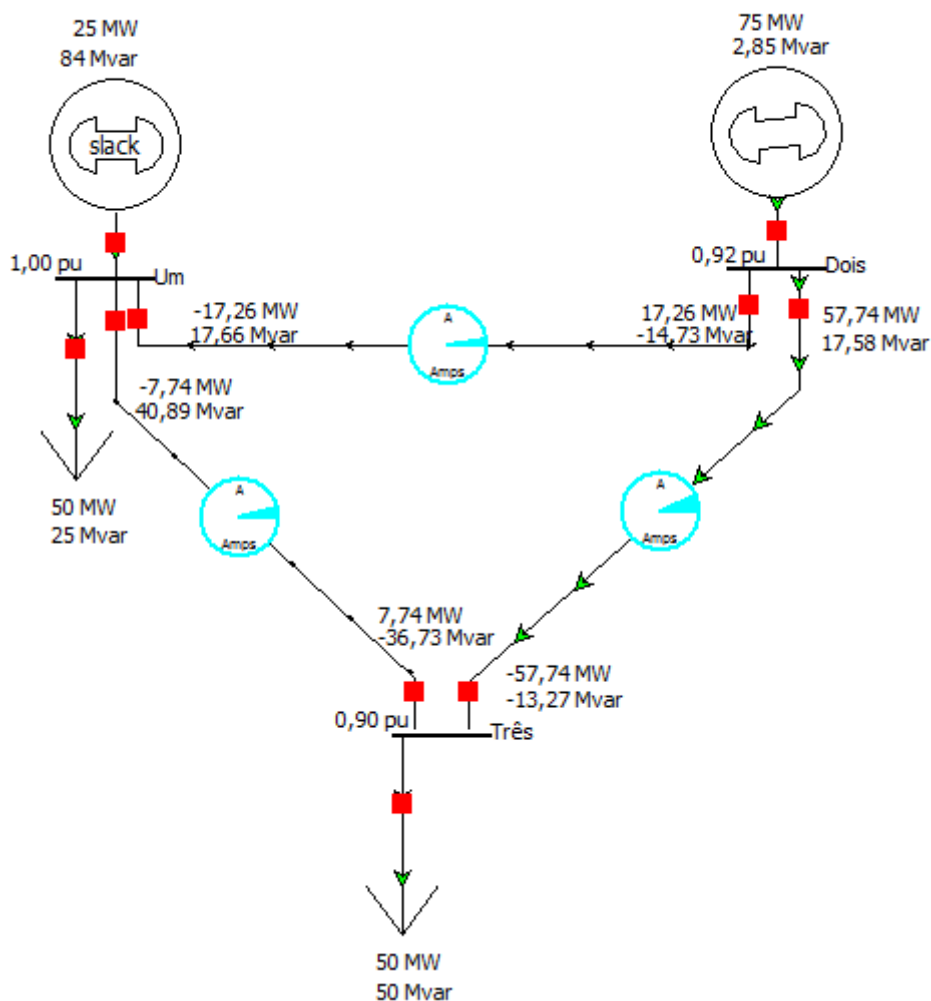 25 MW
84 Mvar
slack
75 MW
2,85 Mvar
1,00 pu
Um
0,92 pu
Dois
-17,26 MW
17,66 Mvar
A
Amps
17,26 MW
-14,73 Mvar
57,74 MW
17,58 Mvar
-7,74 MW
40,89 Mvar
A
Amps
A
Amps
50 MW
25 Mvar
7,74 MW
-36,73 Mvar
-57,74 MW
-13,27 Mvar
0,90 pu
Três
50 MW
50 Mvar